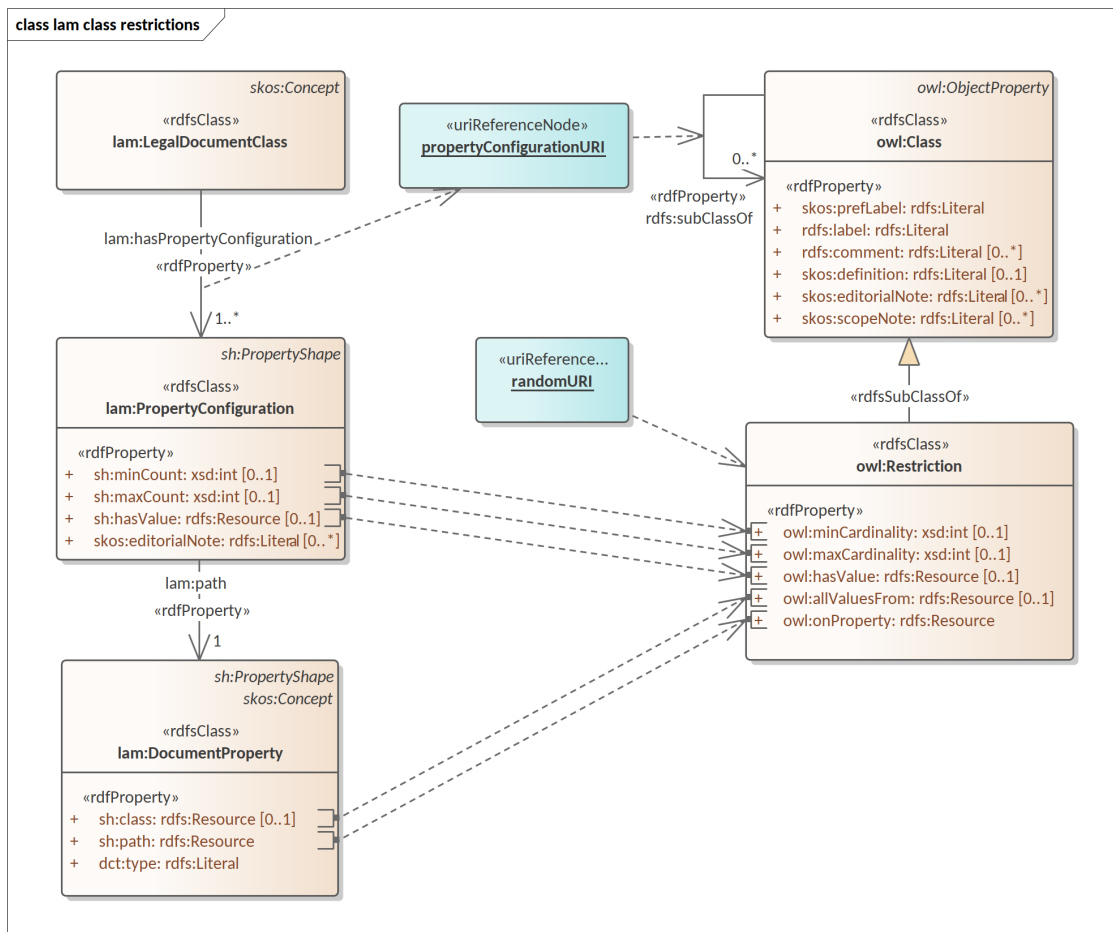 class lam class restrictions
skos:Concept
«rdfsClass»
lam:LegalDocumentClass
«uriReferenceNode»
propertyConfigurationURI
owl:ObjectProperty
«rdfsClass»
owl:Class
«rdfProperty»
+ skos:prefLabel: rdfs:Literal
+ rdfs:label: rdfs:Literal
+ rdfs:comment: rdfs:Literal [0..*]
+ skos:definition: rdfs:Literal [0..1]
+ skos:editorialNote: rdfs:Literal [0..*]
+ skos:scopeNote: rdfs:Literal [0..*]
0..*
«rdfProperty»
rdfs:subClassOf
lam:hasPropertyConfiguration
«rdfProperty»
1..*
sh:PropertyShape
«rdfsClass»
lam:PropertyConfiguration
«rdfProperty»
+ sh:minCount: xsd:int [0..1]
+ sh:maxCount: xsd:int [0..1]
+ sh:hasValue: rdfs:Resource [0..1]
+ skos:editorialNote: rdfs:Literal [0..*]
«uriReference...
randomURI
«rdfsSubClassOf»
«rdfsClass»
owl:Restriction
«rdfProperty»
+ owl:minCardinality: xsd:int [0..1]
+ owl:maxCardinality: xsd:int [0..1]
+ owl:hasValue: rdfs:Resource [0..1]
+ owl:allValuesFrom: rdfs:Resource [0..1]
+ owl:onProperty: rdfs:Resource
lam:path
«rdfProperty»
1
sh:PropertyShape
skos:Concept
«rdfsClass»
lam:DocumentProperty
«rdfProperty»
+ sh:class: rdfs:Resource [0..1]
+ sh:path: rdfs:Resource
+ dct:type: rdfs:Literal